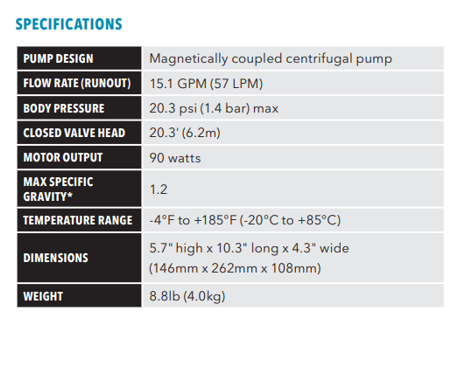 SPECIFICATIONS
PUMP DESIGN Magnetically coupled centrifugal pump
FLOW RATE (RUNOUT) 15.1 GPM (57 LPM)
BODY PRESSURE 20.3 psi (1.4 bar) max
CLOSED VALVE HEAD 20.3' (6.2m)
MOTOR OUTPUT 90 watts
MAX SPECIFIC
GRAVITY* 1.2
TEMPERATURE RANGE -4°F to +185°F (-20°C to +85°C)
DIMENSIONS 5.7" high x 10.3" long x 4.3" wide
(146mm x 262mm x 108mm)
WEIGHT 8.8lb (4.0kg)